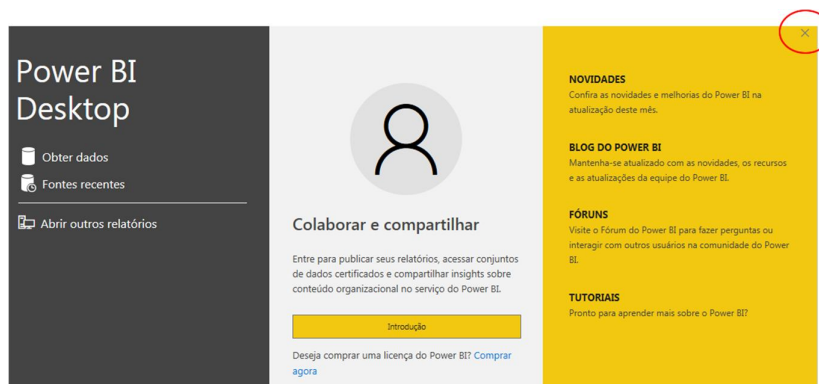 Power BI
Desktop
Obter dados
Fontes recentes
Abrir outros relatórios
Colaborar e compartilhar
Entre para publicar seus relatórios, acessar conjuntos
de dados certificados e compartilhar insights sobre
conteúdo organizacional no serviço do Power BI.
Introdução
Deseja comprar uma licença do Power BI? Comprar
agora
NOVIDADES
Confira as novidades e melhorias do Power BI na
atualização deste mês.
BLOG DO POWER BI
Mantenha-se atualizado com as novidades, os recursos
e as atualizações da equipe do Power BI.
FÓRUNS
Visite o Fórum do Power BI para fazer perguntas ou
interagir com outros usuários na comunidade do Power
BI.
TUTORIAIS
Pronto para aprender mais sobre o Power BI?